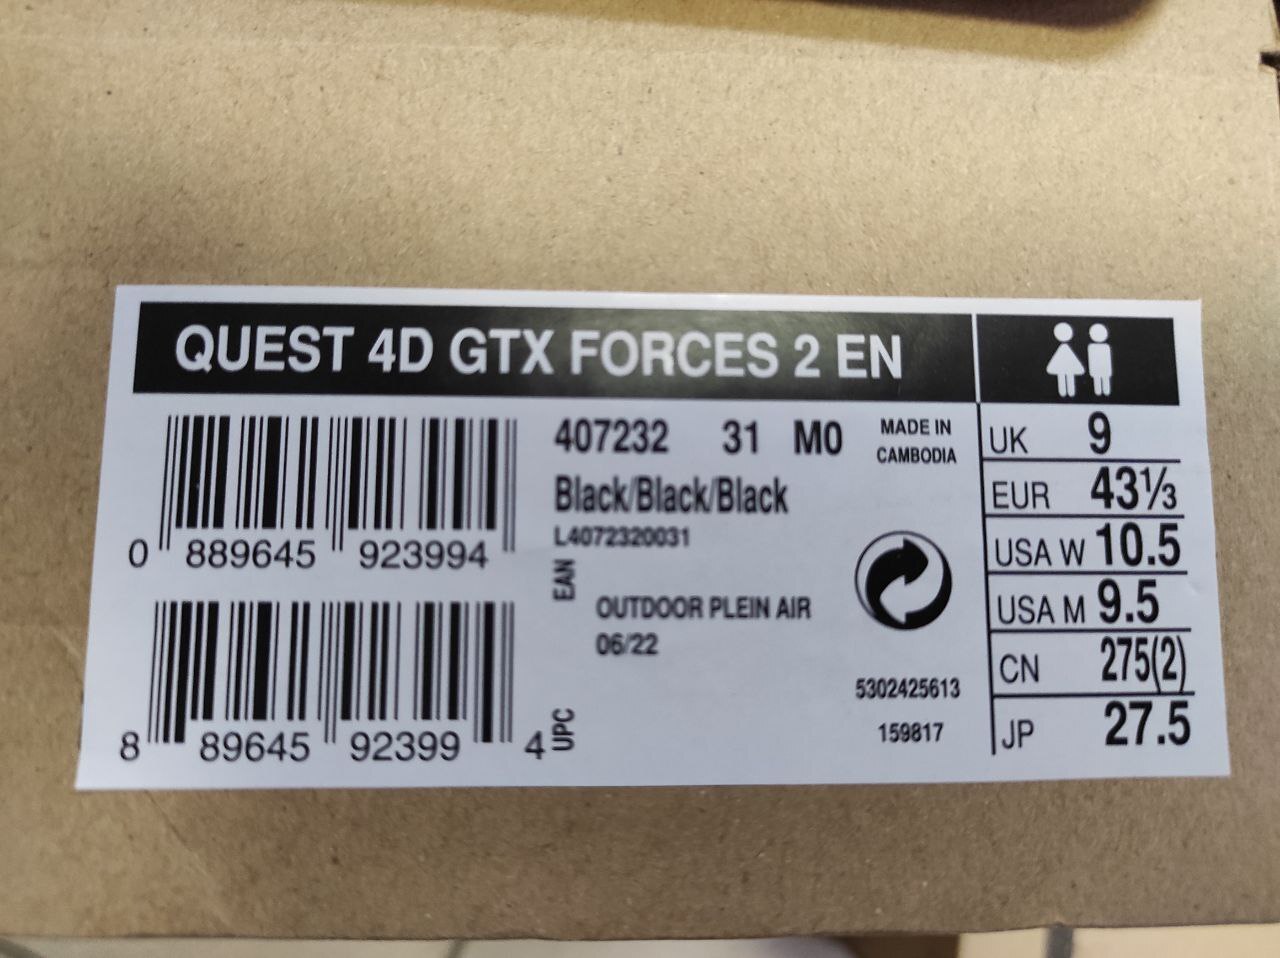 QUEST 4D GTX FORCES 2 EN
407232 31 M0
Black/Black/Black
L4072320031
MADE IN
CAMBODIA
0 889645 923994
EAN
OUTDOOR PLEIN AIR
06/22
8 89645 92399 4
UPC
5302425613
159817
UK 9
EUR 43⅓
USA W 10.5
USA M 9.5
CN 275(2)
JP 27.5